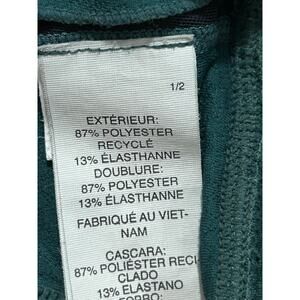 1/2
EXTÉRIEUR:
87% POLYESTER
RECYCLÉ
13% ÉLASTHANNE
DOUBLURE:
87% POLYESTER
13% ÉLASTHANNE
FABRIQUÉ AU VIET-
NAM
CASCARA:
87% POLIÉSTER RECI
CLADO
13% ELASTANO
FORRO: